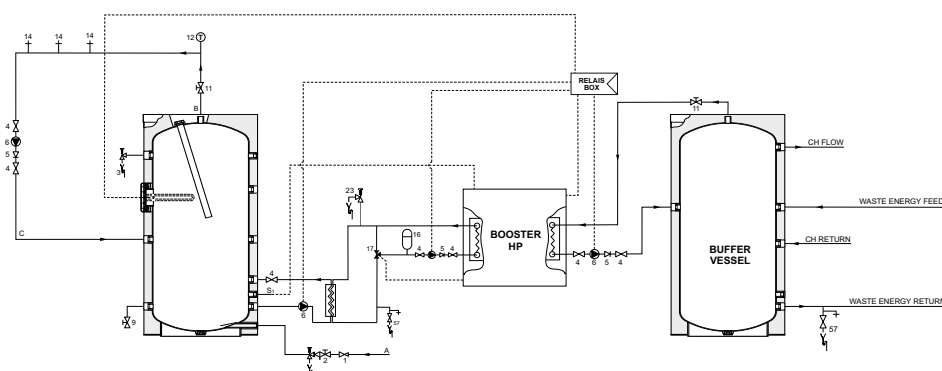 14 14 14
12 T
11
B
4
6
5
4
3
C
9
S1
4
6
2 1 A
23
16
17
4 6 5 4
57
RELAIS
BOX
BOOSTER
HP
4 6 5 4
11
BUFFER
VESSEL
CH FLOW
WASTE ENERGY FEED
CH RETURN
WASTE ENERGY RETURN
57